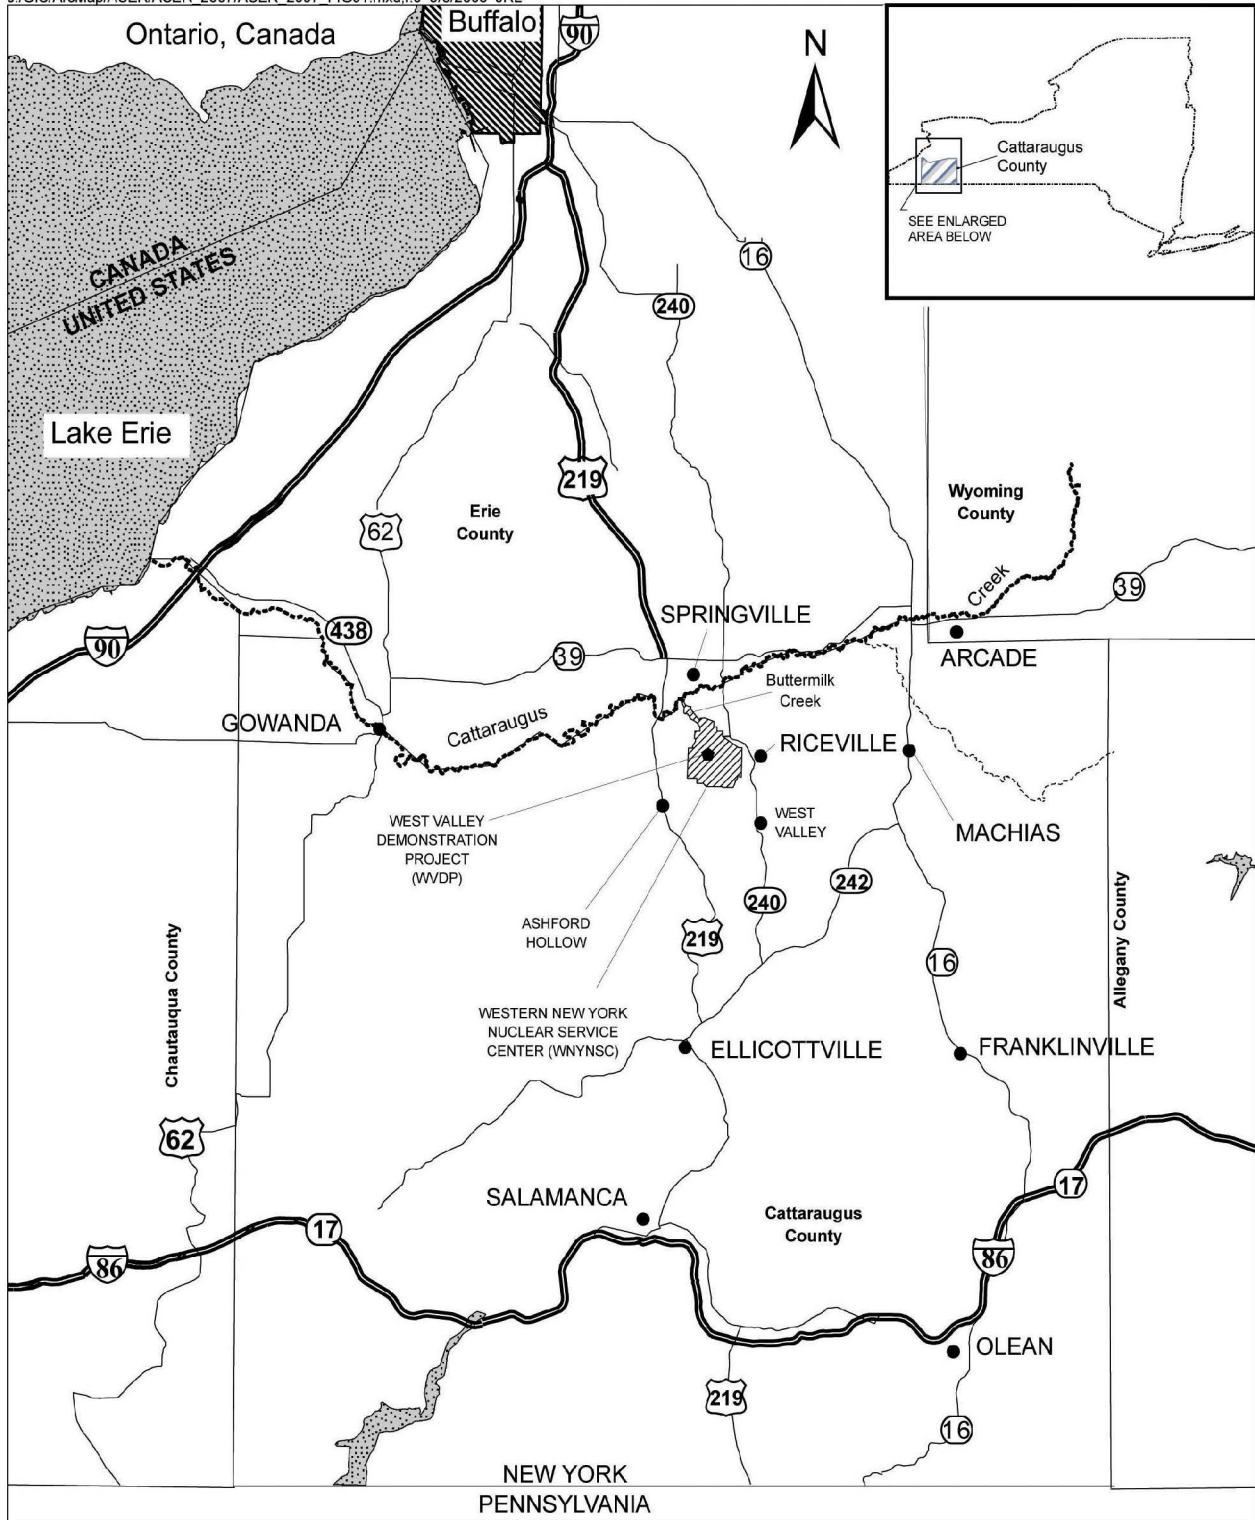 Ontario, Canada
Buffalo
90
N
Cattaraugus
County
SEE ENLARGED
AREA BELOW
CANADA
UNITED STATES
16
240
Lake Erie
219
62
Erie
County
Wyoming
County
Creek
39
SPRINGVILLE
438
90
39
ARCADE
Buttermilk
Creek
GOWANDA
Cattaraugus
RICEVILLE
WEST VALLEY
DEMONSTRATION
PROJECT
(WVDP)
WEST
VALLEY
MACHIAS
242
240
ASHFORD
HOLLOW
219
16
Chautauqua County
Allegany County
WESTERN NEW YORK
NUCLEAR SERVICE
CENTER (WNYNSC)
ELLICOTTVILLE
FRANKLINVILLE
62
17
SALAMANCA
Cattaraugus
County
17
86
86
OLEAN
219
16
NEW YORK
PENNSYLVANIA